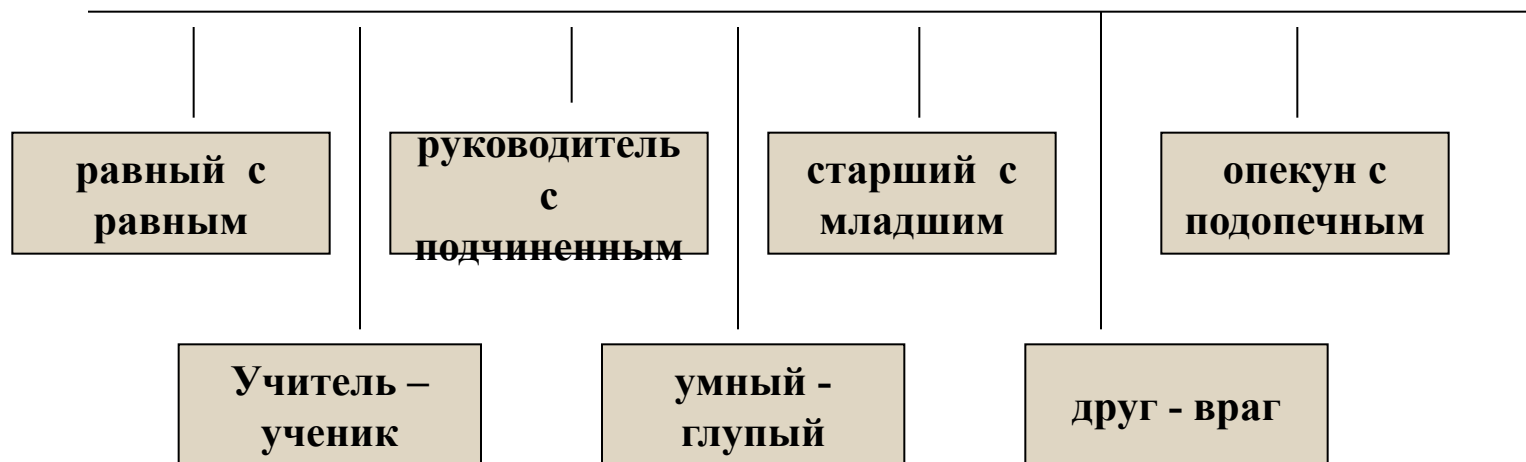 равный с
равным
руководитель
с
подчиненным
старший с
младшим
опекун с
подопечным
Учитель –
ученик
умный -
глупый
друг - враг